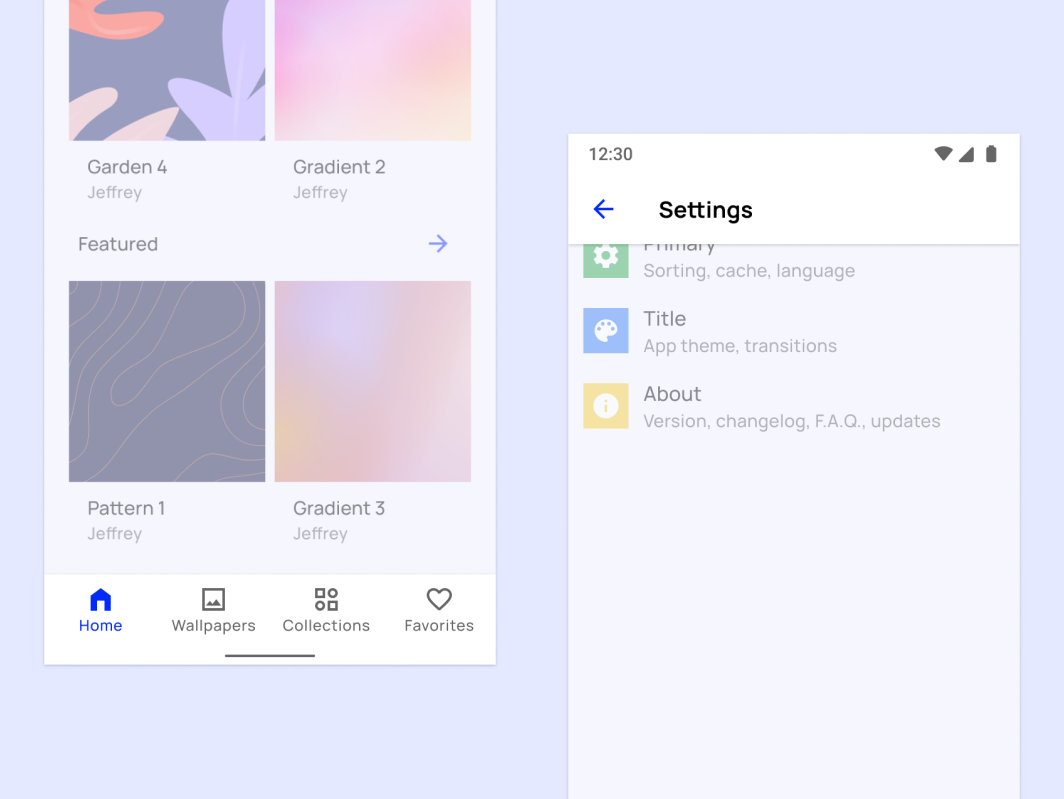 Garden 4
Gradient 2
Jeffrey
Jeffrey
Featured
Pattern 1
Gradient 3
Jeffrey
Jeffrey
Home
Wallpapers
Collections
Favorites
12:30
Settings
Primary
Sorting, cache, language
Title
App theme, transitions
About
Version, changelog, F.A.Q., updates